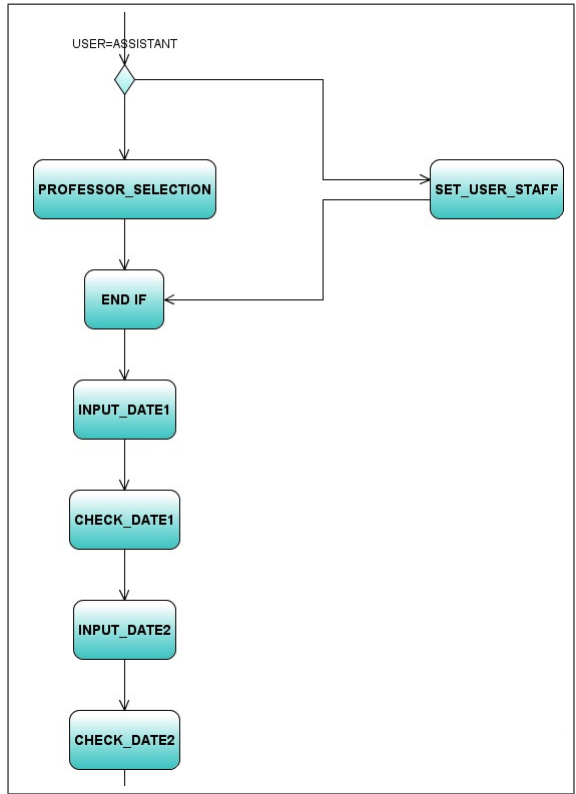 USER=ASSISTANT
PROFESSOR_SELECTION
SET_USER_STAFF
END IF
INPUT_DATE1
CHECK_DATE1
INPUT_DATE2
CHECK_DATE2